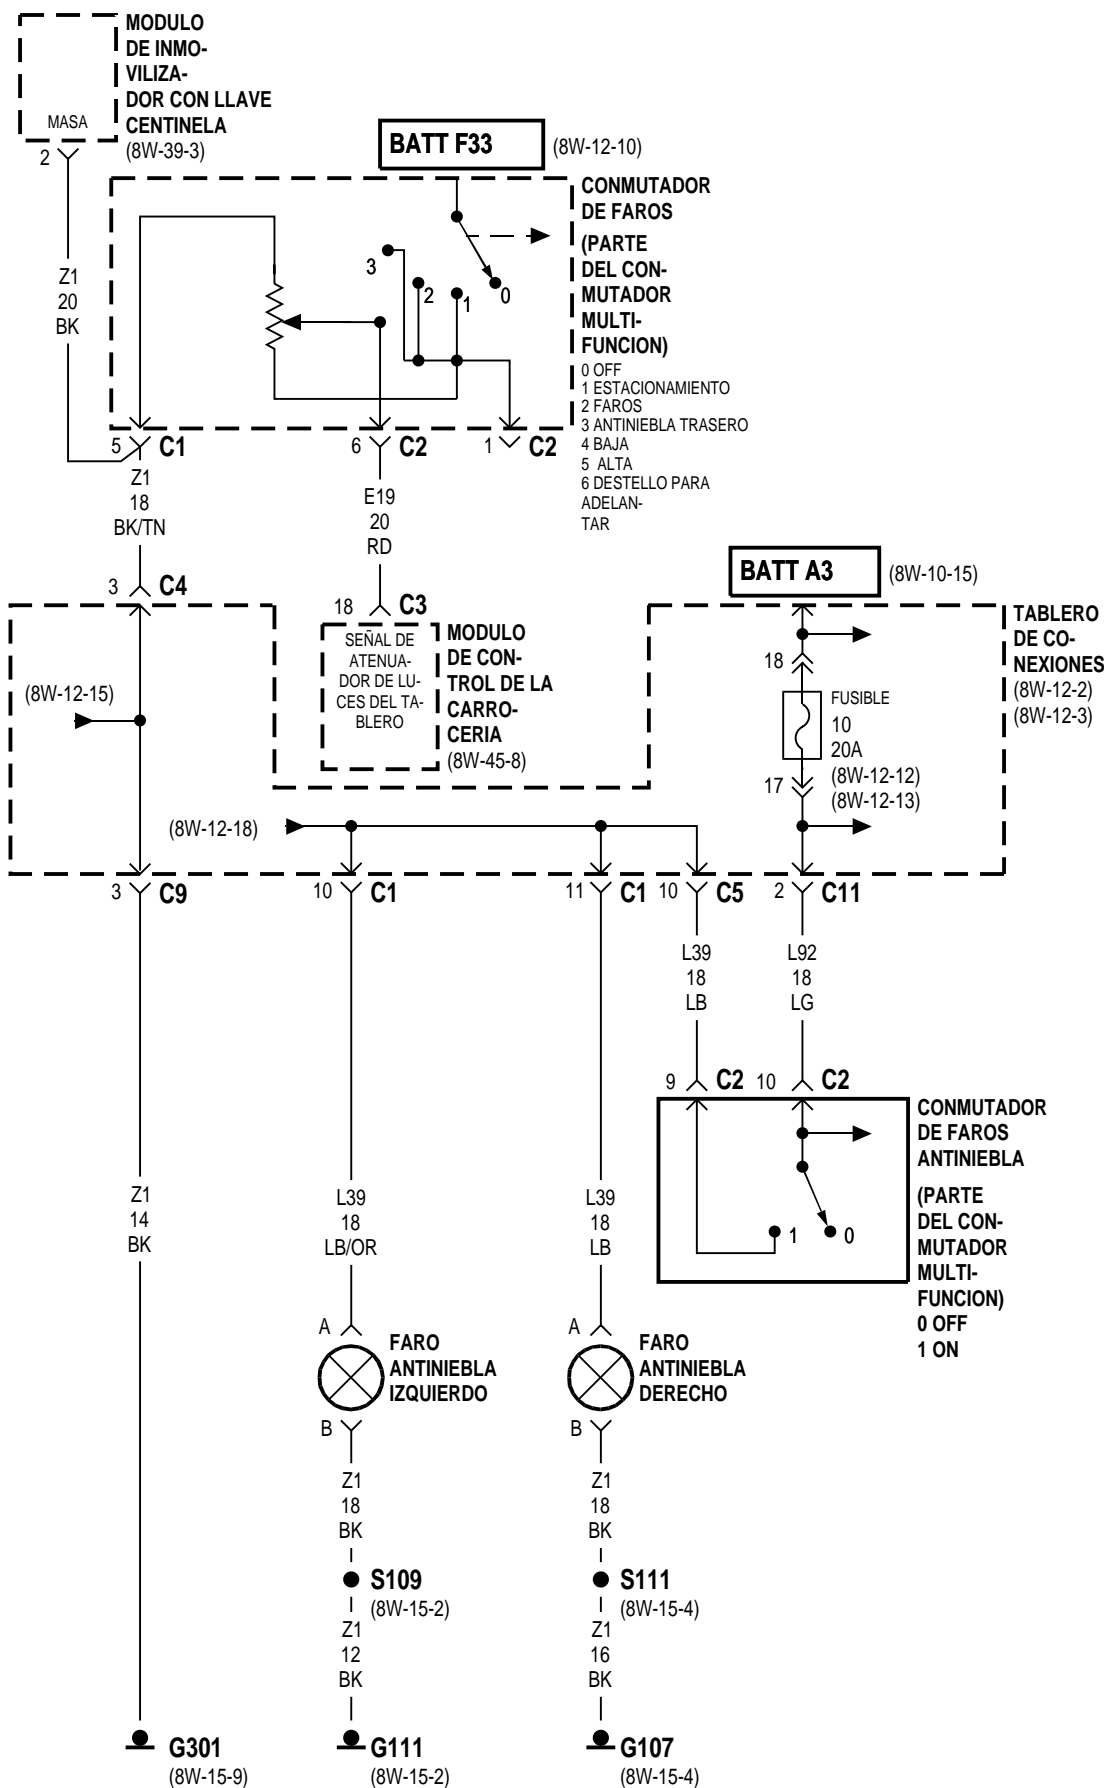 MODULO
DE INMO-
VILIZA-
DOR CON LLAVE
CENTINELA
(8W-39-3)
MASA
2
BATT F33
(8W-12-10)
CONMUTADOR
DE FAROS
(PARTE
DEL CON-
MUTADOR
MULTI-
FUNCION)
0 OFF
1 ESTACIONAMIENTO
2 FAROS
3 ANTINIEBLA TRASERO
4 BAJA
5 ALTA
6 DESTELLO PARA
ADELAN-
TAR
3
2
1
0
Z1
20
BK
5 C1
6 C2
1 C2
Z1
18
BK/TN
E19
20
RD
3 C4
18 C3
SEÑAL DE
ATENUA-
DOR DE LU-
CES DEL TA-
BLERO
MODULO
DE CON-
TROL DE LA
CARRO-
CERIA
(8W-45-8)
BATT A3
(8W-10-15)
TABLERO
DE CO-
NEXIONES
(8W-12-2)
(8W-12-3)
18
FUSIBLE
10
20A
(8W-12-12)
(8W-12-13)
17
(8W-12-15)
(8W-12-18)
3 C9
10 C1
11 C1
10 C5
2 C11
L39
18
LB
L92
18
LG
9 C2
10 C2
CONMUTADOR
DE FAROS
ANTINIEBLA
(PARTE
DEL CON-
MUTADOR
MULTI-
FUNCION)
0 OFF
1 ON
1
0
Z1
14
BK
L39
18
LB/OR
L39
18
LB
A
FARO
ANTINIEBLA
IZQUIERDO
B
A
FARO
ANTINIEBLA
DERECHO
B
Z1
18
BK
Z1
18
BK
S109
(8W-15-2)
S111
(8W-15-4)
Z1
12
BK
Z1
16
BK
G301
(8W-15-9)
G111
(8W-15-2)
G107
(8W-15-4)